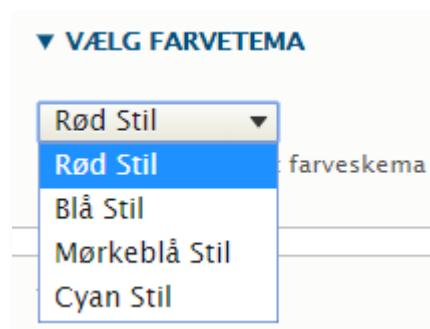 ▼ VÆLG FARVETEMA
Rød Stil ▼
Rød Stil
farveskema
Blå Stil
Mørkeblå Stil
Cyan Stil